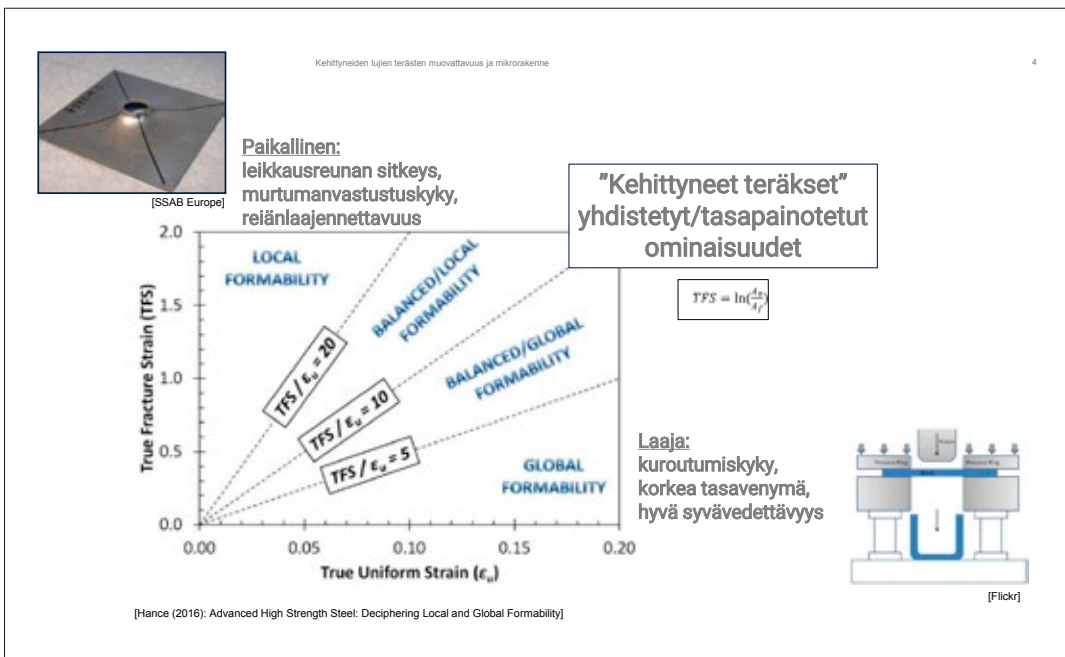 Kehittyneiden lujien terästen muovattavuus ja mikrorakenne
4
[SSAB Europe]
Paikallinen:
leikkausreunan sitkeys,
murtumanvastustuskyky,
reiänlaajennettavuus
"Kehittyneet teräkset"
yhdistetyt/tasapainotetut
ominaisuudet
TFS = ln(
True Fracture Strain (TFS)
2.0
1.5
1.0
0.5
0.0
LOCAL
FORMABILITY
BALANCED/LOCAL
FORMABILITY
BALANCED/GLOBAL
FORMABILITY
GLOBAL
FORMABILITY
TFS / εu = 20
TFS / εu = 10
TFS / εu = 5
0.00
0.05
0.10
0.15
0.20
True Uniform Strain (εu)
Laaja:
kuroutumiskyky,
korkea tasavenymä,
hyvä syvävedettävyys
[Flickr]
[Hance (2016): Advanced High Strength Steel: Deciphering Local and Global Formability]